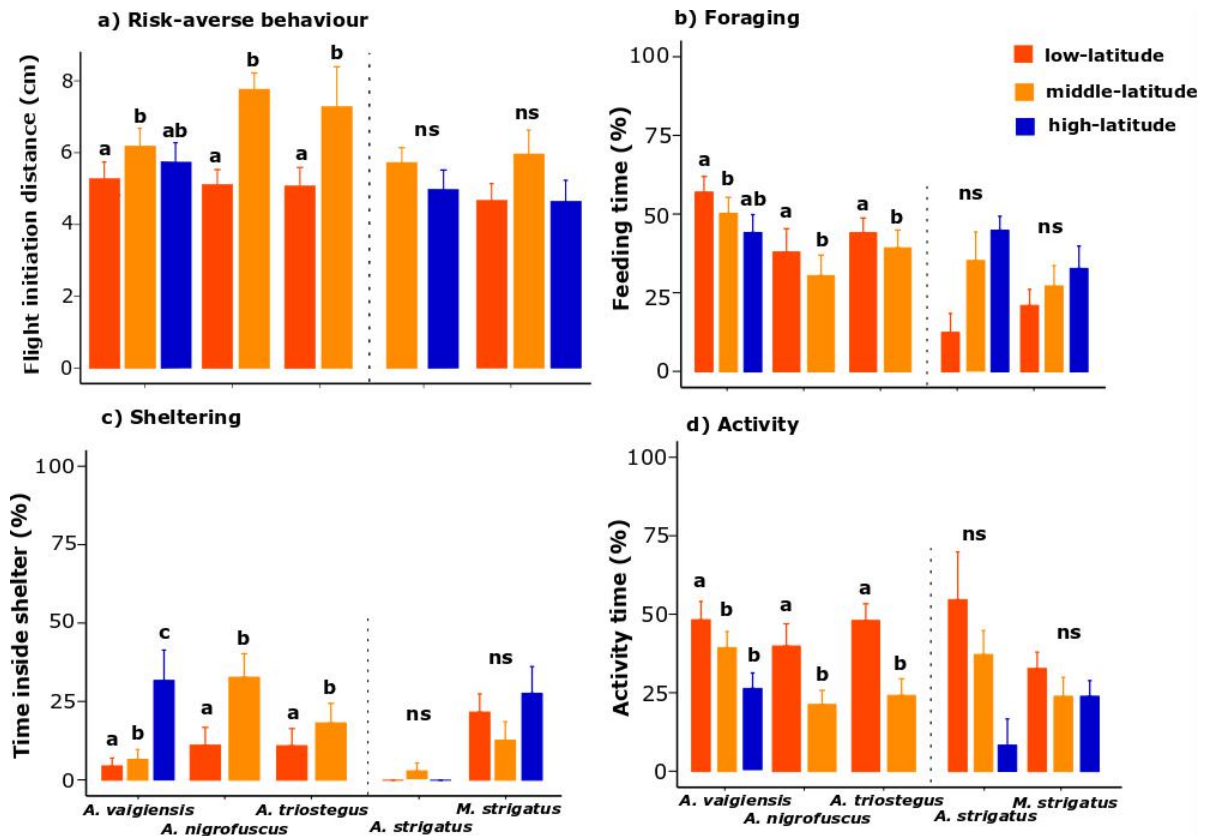 a) Risk-averse behaviour
Flight initiation distance (cm)
8
6
4
2
0
a
b
ab
a
b
a
b
ns
ns
b) Foraging
Feeding time (%)
100
75
50
25
0
low-latitude
middle-latitude
high-latitude
a
b
ab
a
b
a
b
ns
ns
c) Sheltering
Time inside shelter (%)
100
75
50
25
0
a
b
c
a
b
a
b
ns
ns
A. vaigiensis
A. nigrofuscus
A. triostegus
A. strigatus
M. strigatus
d) Activity
Activity time (%)
100
75
50
25
0
a
b
b
a
b
a
b
ns
ns
A. vaigiensis
A. nigrofuscus
A. triostegus
A. strigatus
M. strigatus